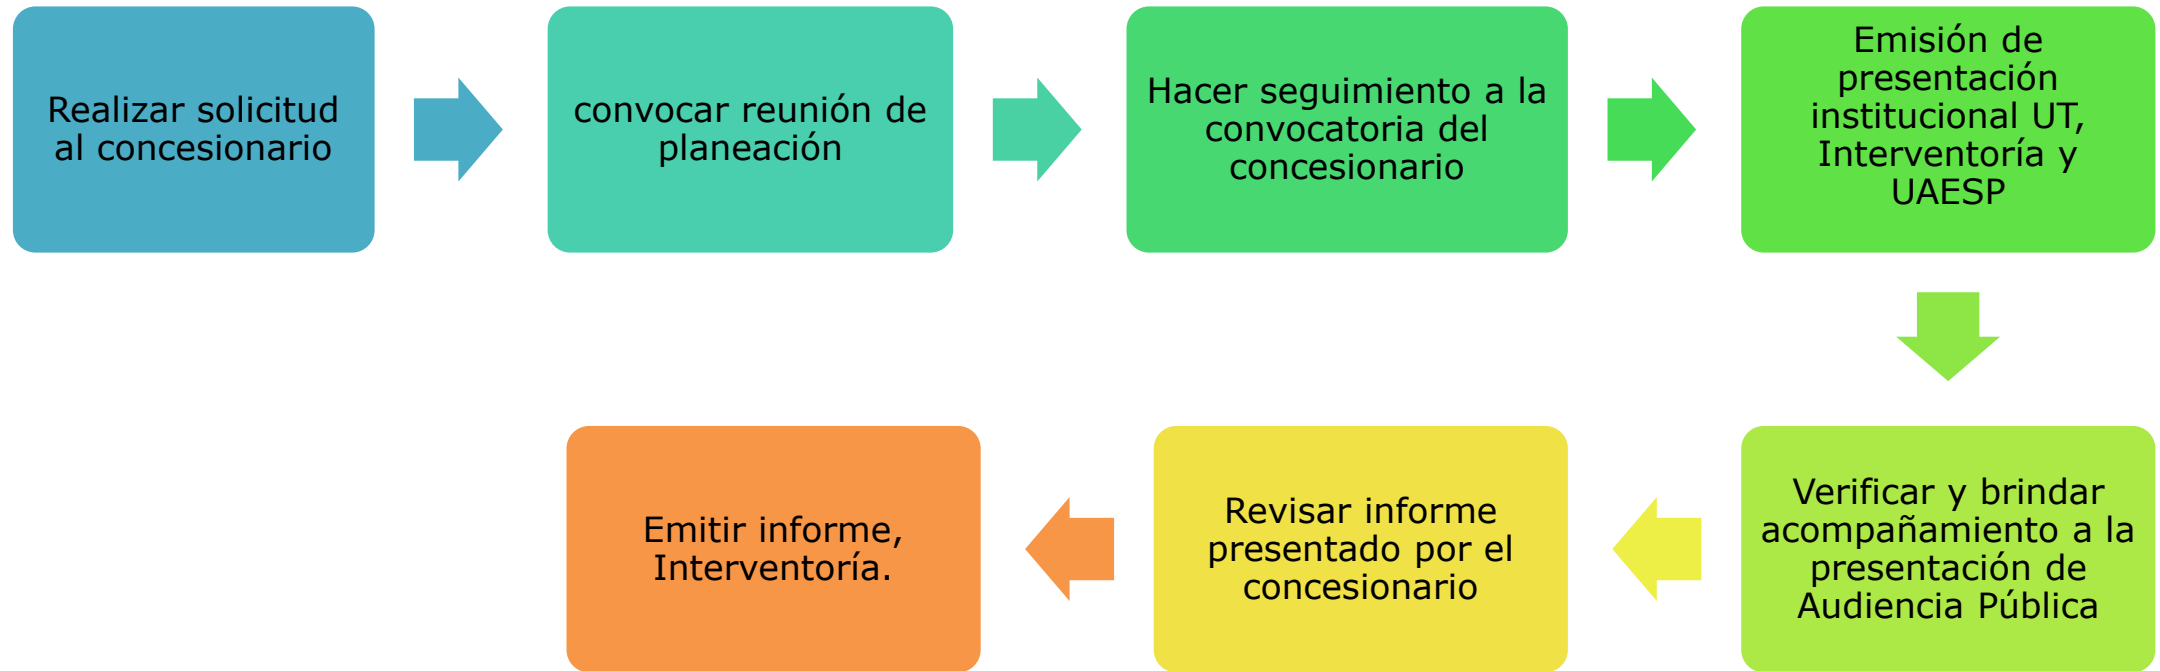 Realizar solicitud
al concesionario
convocar reunión de
planeación
Hacer seguimiento a la
convocatoria del
concesionario
Emisión de
presentación
institucional UT,
Interventoría y
UAESP
Verificar y brindar
acompañamiento a la
presentación de
Audiencia Pública
Revisar informe
presentado por el
concesionario
Emitir informe,
Interventoría.